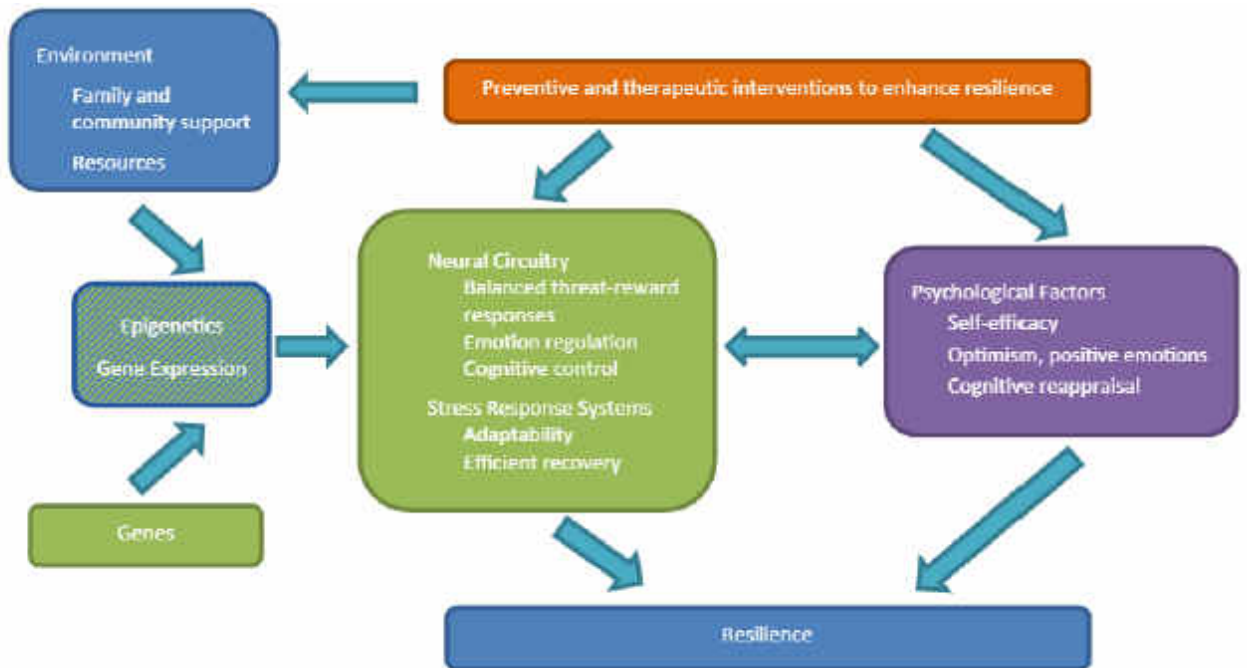 Environment
Family and
community support
Resources
Preventive and therapeutic interventions to enhance resilience
Neural Circuitry
Balanced threat-reward
responses
Emotion regulation
Cognitive control
Stress Response Systems
Adaptability
Efficient recovery
Psychological Factors
Self-efficacy
Optimism, positive emotions
Cognitive reappraisal
Epigenetics
Gene Expression
Genes
Resilience